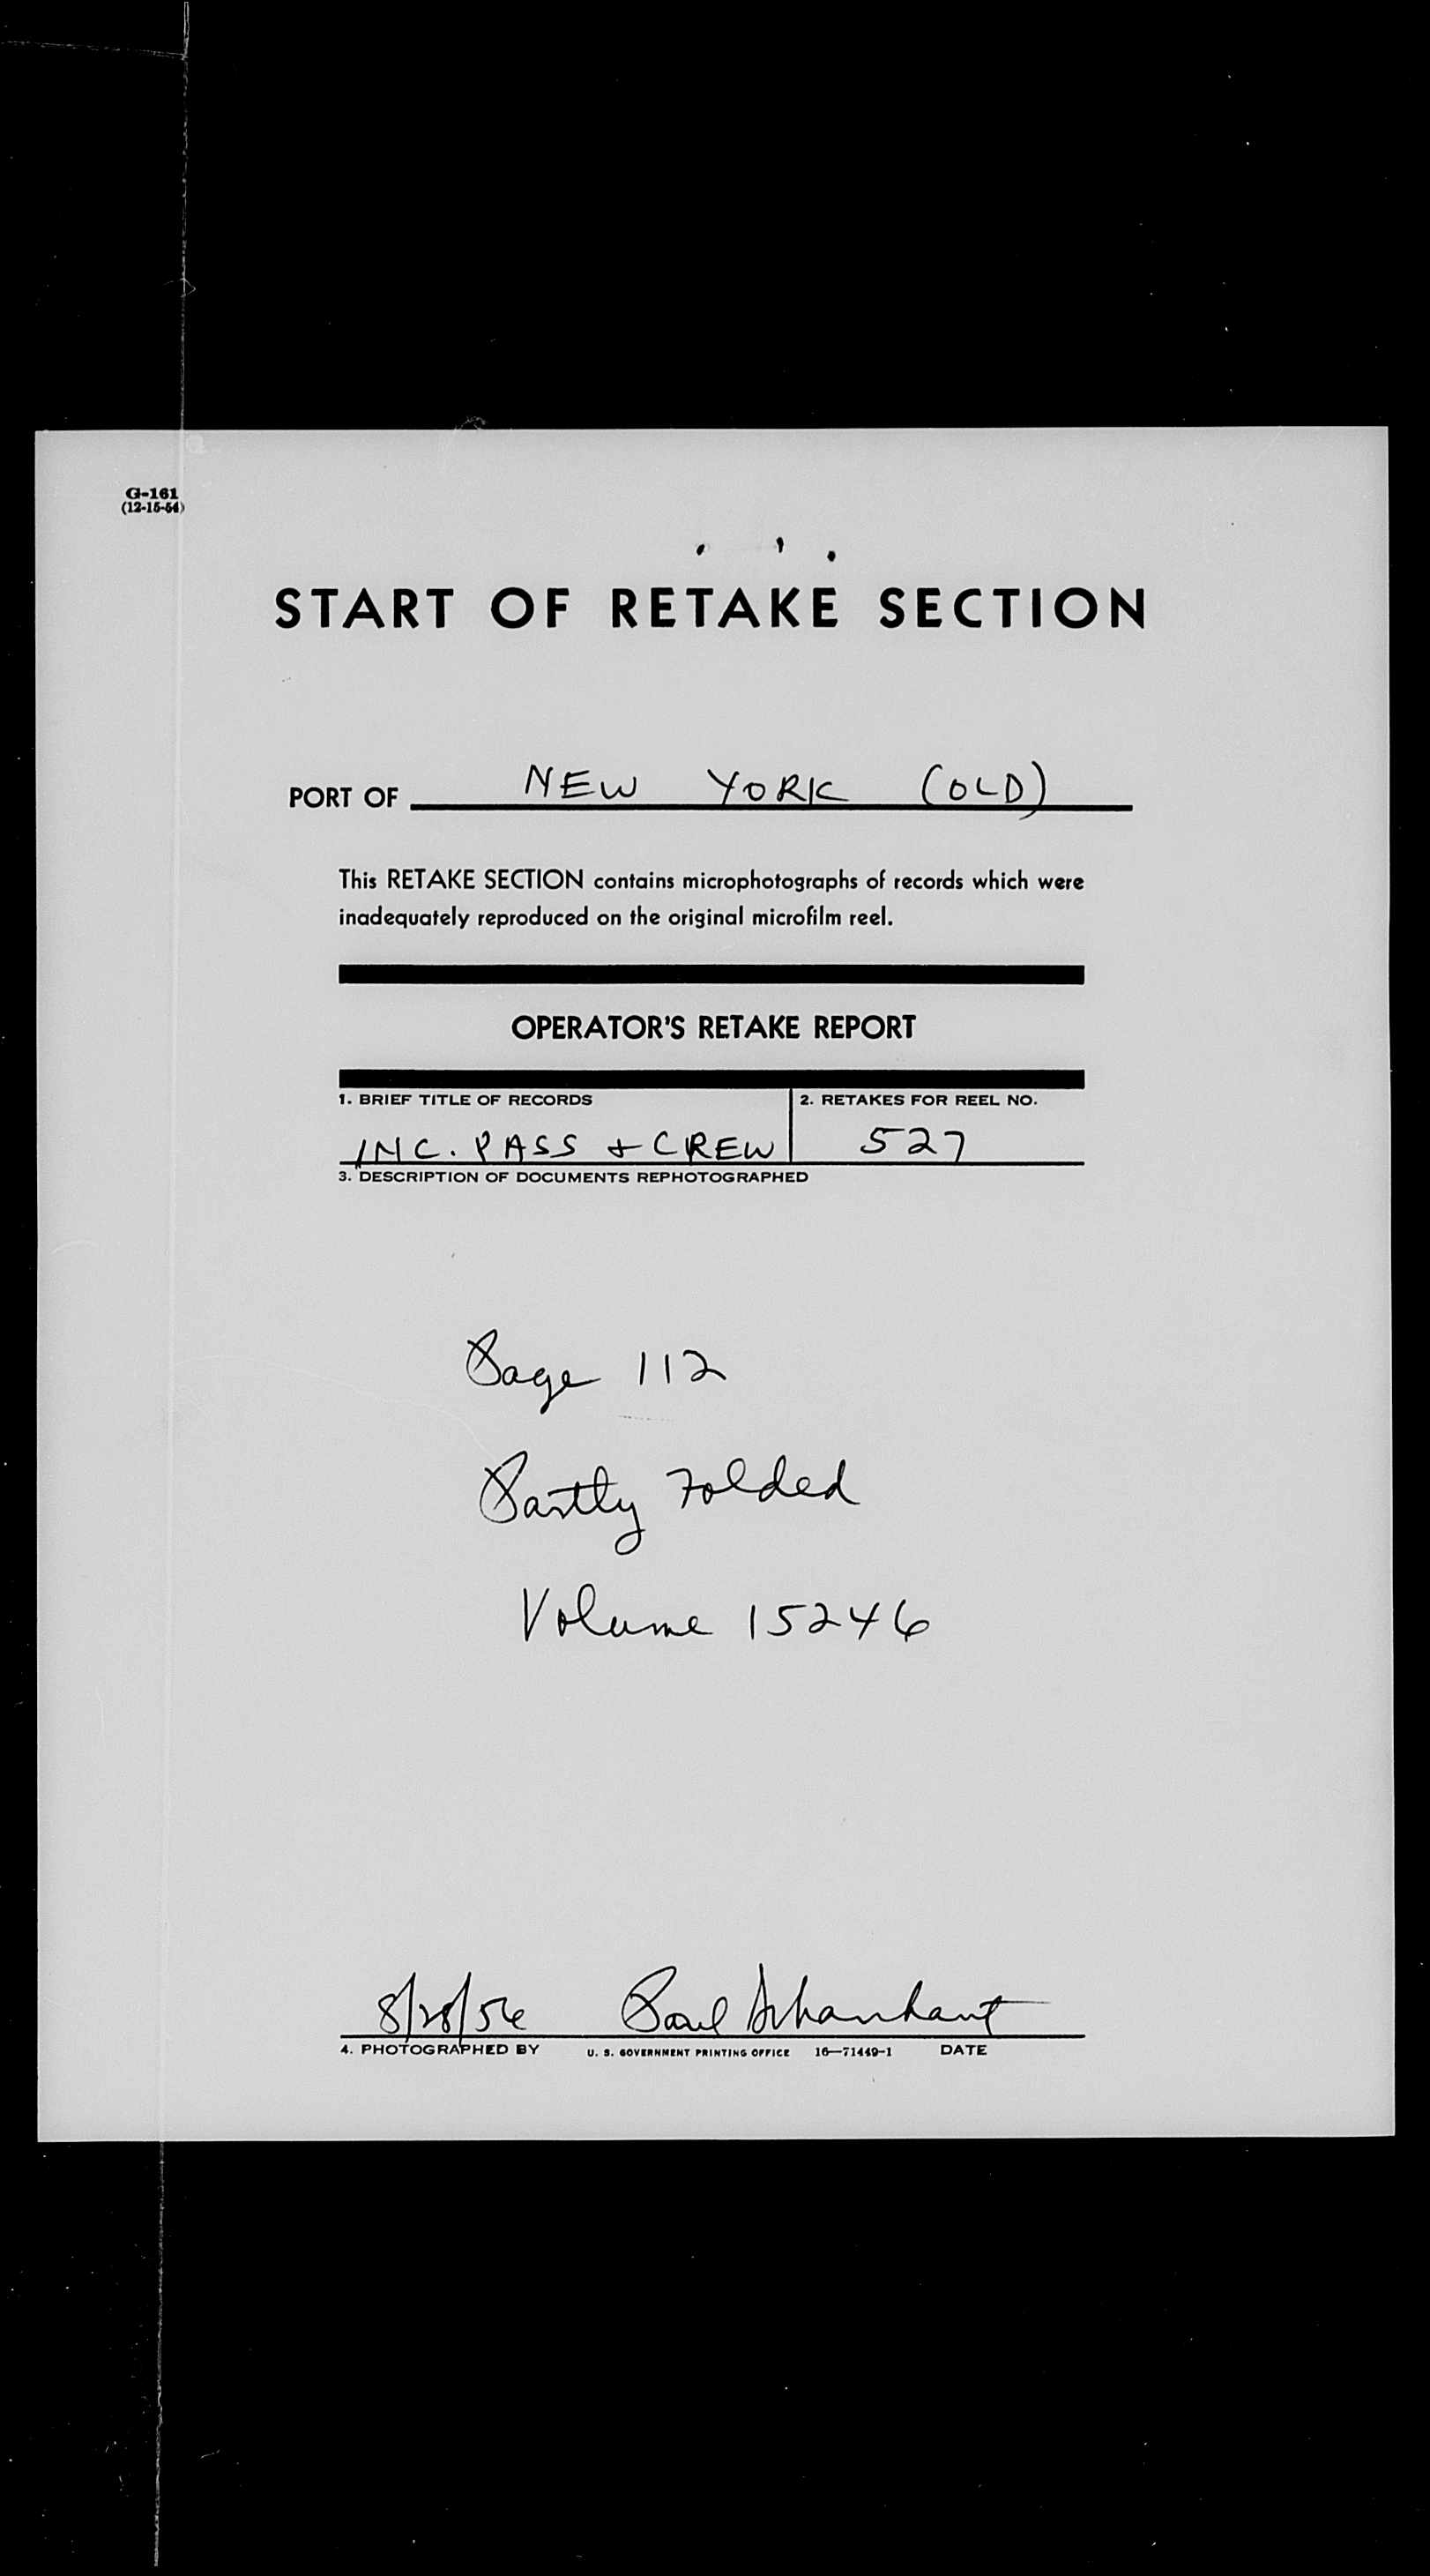 G-161
(12-15-54)
START OF RETAKE SECTION
PORT OF NEW YORK (OLD)
This RETAKE SECTION contains microphotographs of records which were
inadequately reproduced on the original microfilm reel.
OPERATOR'S RETAKE REPORT
1. BRIEF TITLE OF RECORDS 2. RETAKES FOR REEL NO.
INC. PASS + CREW 527
3. DESCRIPTION OF DOCUMENTS REPHOTOGRAPHED
Page 112
Partly Folded
Volume 15246
8/28/56 Paul
4. PHOTOGRAPHED BY U. S. GOVERNMENT PRINTING OFFICE 16—71449-1 DATE